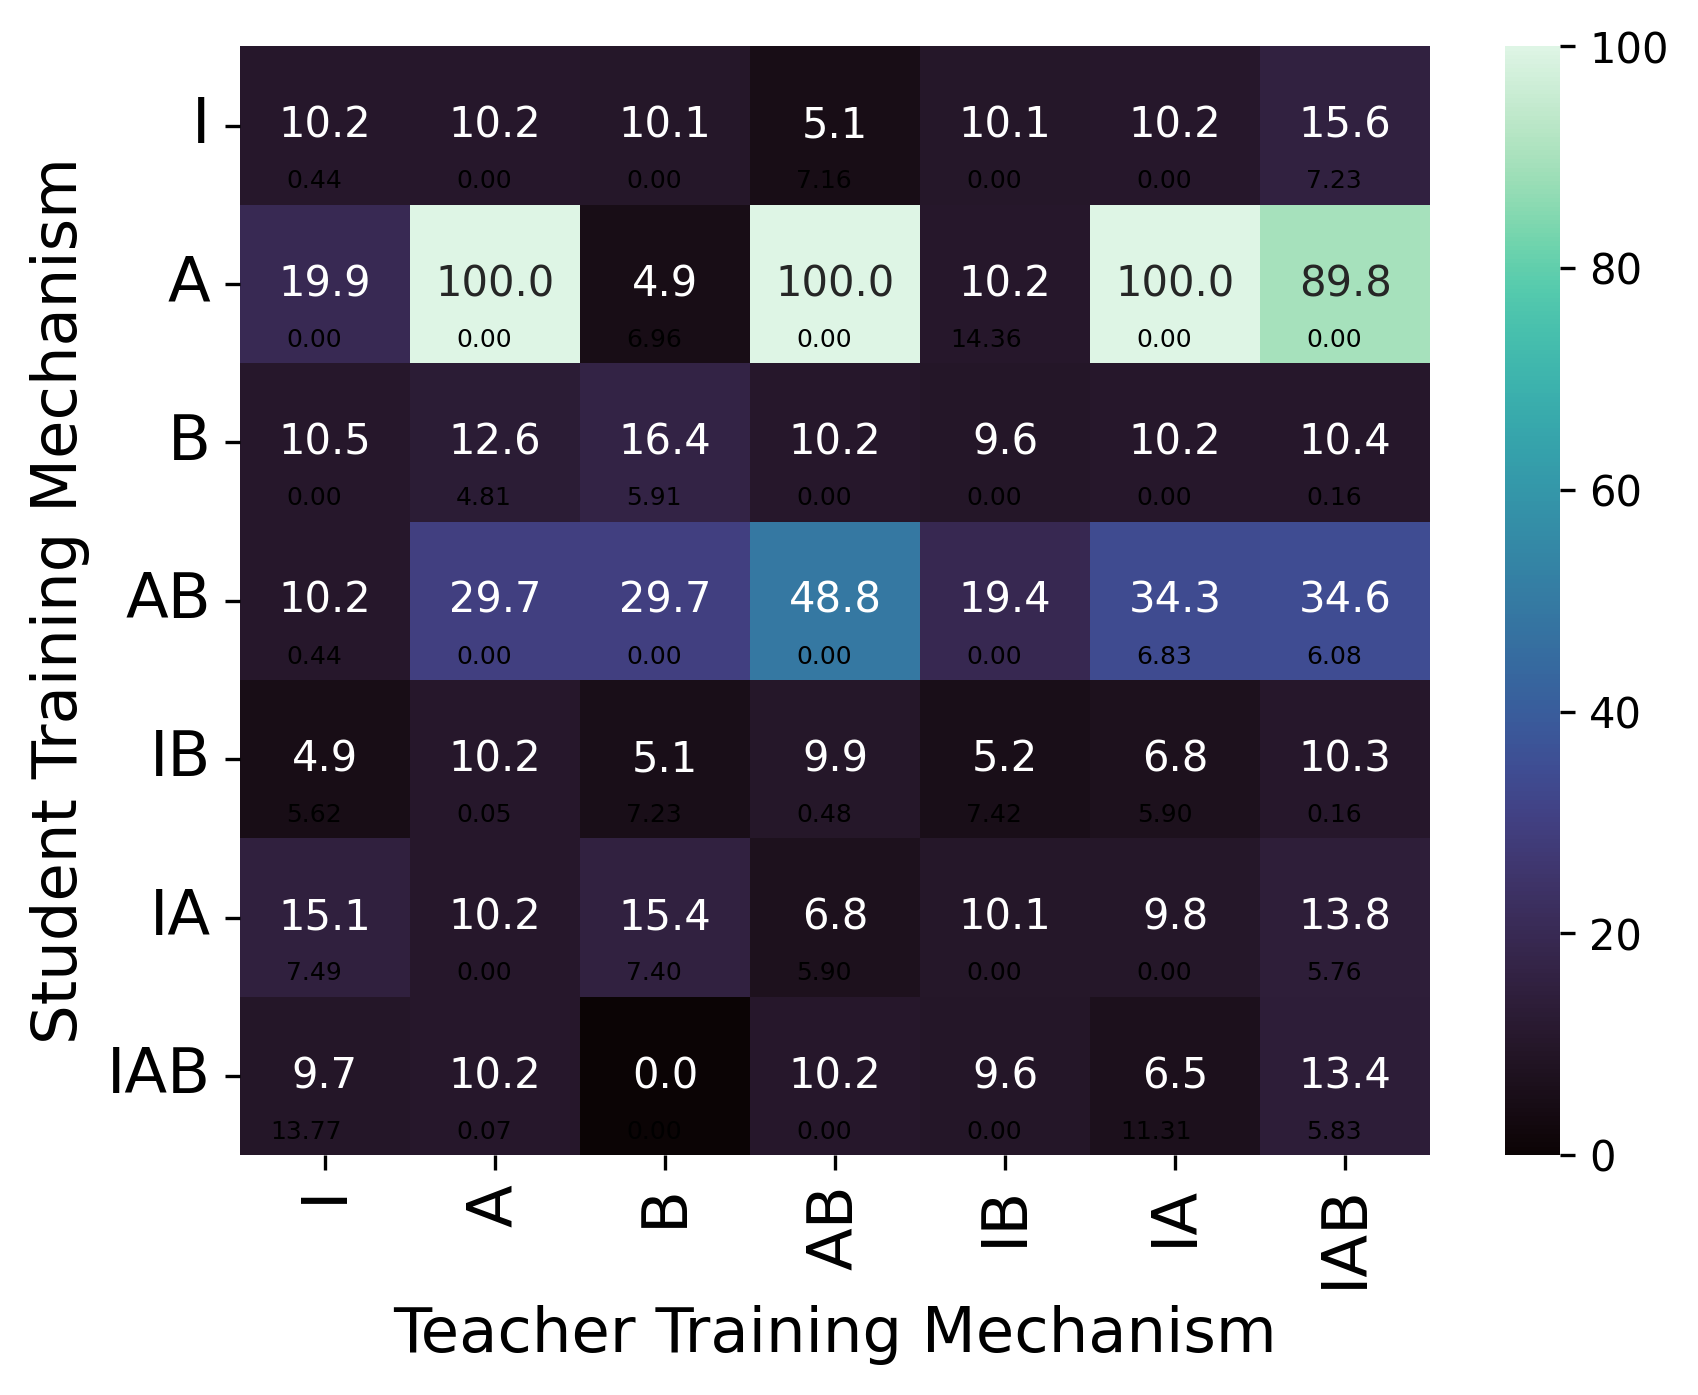 I 10.2 10.2 10.1 5.1 10.1 10.2 15.6 100
0.44 0.00 0.00 7.16 0.00 0.00 7.23
A 19.9 100.0 4.9 100.0 10.2 100.0 89.8 80
0.00 0.00 6.96 0.00 14.36 0.00 0.00
B 10.5 12.6 16.4 10.2 9.6 10.2 10.4
0.00 4.81 5.91 0.00 0.00 0.00 0.16 60
AB 10.2 29.7 29.7 48.8 19.4 34.3 34.6
0.44 0.00 0.00 0.00 0.00 6.83 6.08 40
IB 4.9 10.2 5.1 9.9 5.2 6.8 10.3
5.62 0.05 7.23 0.48 7.42 5.90 0.16
IA 15.1 10.2 15.4 6.8 10.1 9.8 13.8 20
7.49 0.00 7.40 5.90 0.00 0.00 5.76
IAB 9.7 10.2 0.0 10.2 9.6 6.5 13.4
13.77 0.07 0.00 0.00 0.00 11.31 5.83 0
I A B AB IB IA IAB
Teacher Training Mechanism
Student Training Mechanism